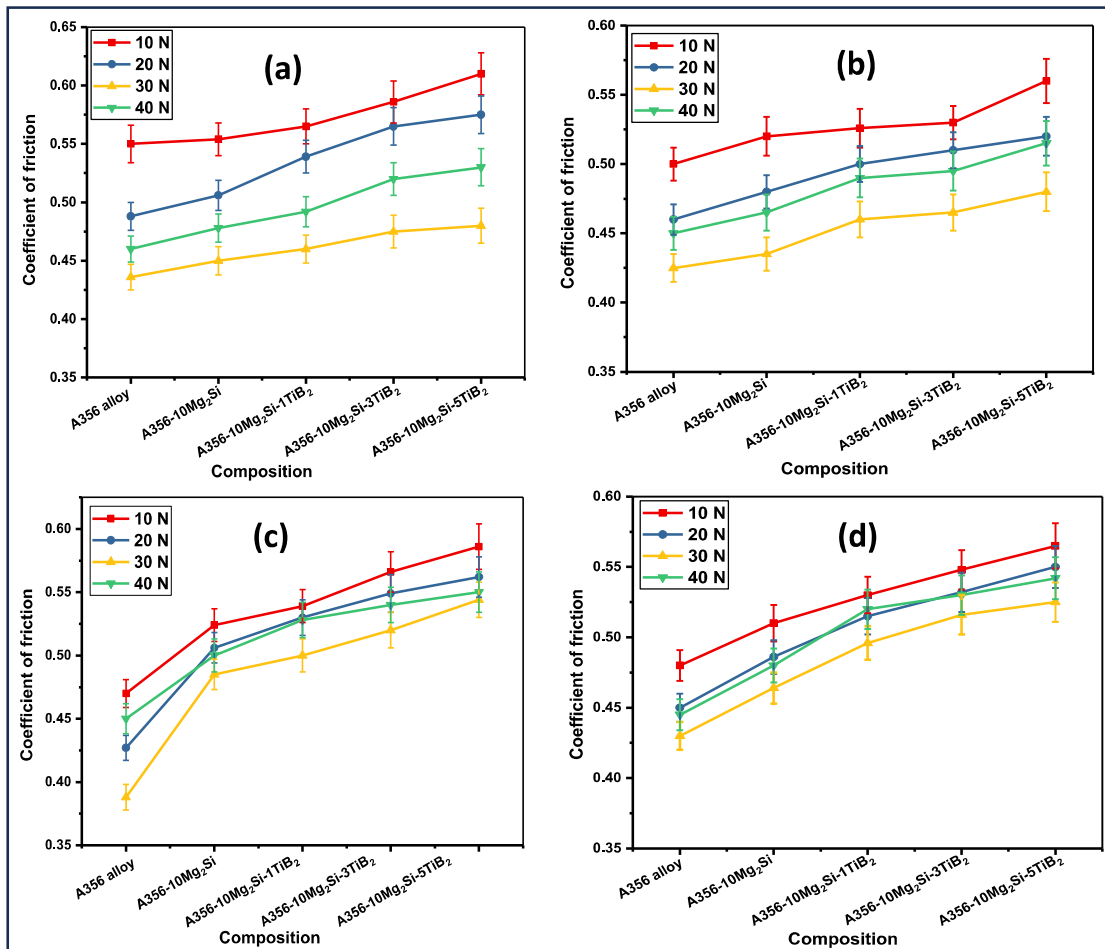 (a)
10 N
20 N
30 N
40 N
Coefficient of friction
0.65
0.60
0.55
0.50
0.45
0.40
0.35
A356 alloy
A356-10Mg₂Si
A356-10Mg₂Si-1TiB₂
A356-10Mg₂Si-3TiB₂
A356-10Mg₂Si-5TiB₂
Composition
(b)
10 N
20 N
30 N
40 N
Coefficient of friction
0.60
0.55
0.50
0.45
0.40
0.35
A356 alloy
A356-10Mg₂Si
A356-10Mg₂Si-1TiB₂
A356-10Mg₂Si-3TiB₂
A356-10Mg₂Si-5TiB₂
Composition
(c)
10 N
20 N
30 N
40 N
Coefficient of friction
0.60
0.55
0.50
0.45
0.40
0.35
A356 alloy
A356-10Mg₂Si
A356-10Mg₂Si-1TiB₂
A356-10Mg₂Si-3TiB₂
A356-10Mg₂Si-5TiB₂
Composition
(d)
10 N
20 N
30 N
40 N
Coefficient of friction
0.60
0.55
0.50
0.45
0.40
0.35
A356 alloy
A356-10Mg₂Si
A356-10Mg₂Si-1TiB₂
A356-10Mg₂Si-3TiB₂
A356-10Mg₂Si-5TiB₂
Composition